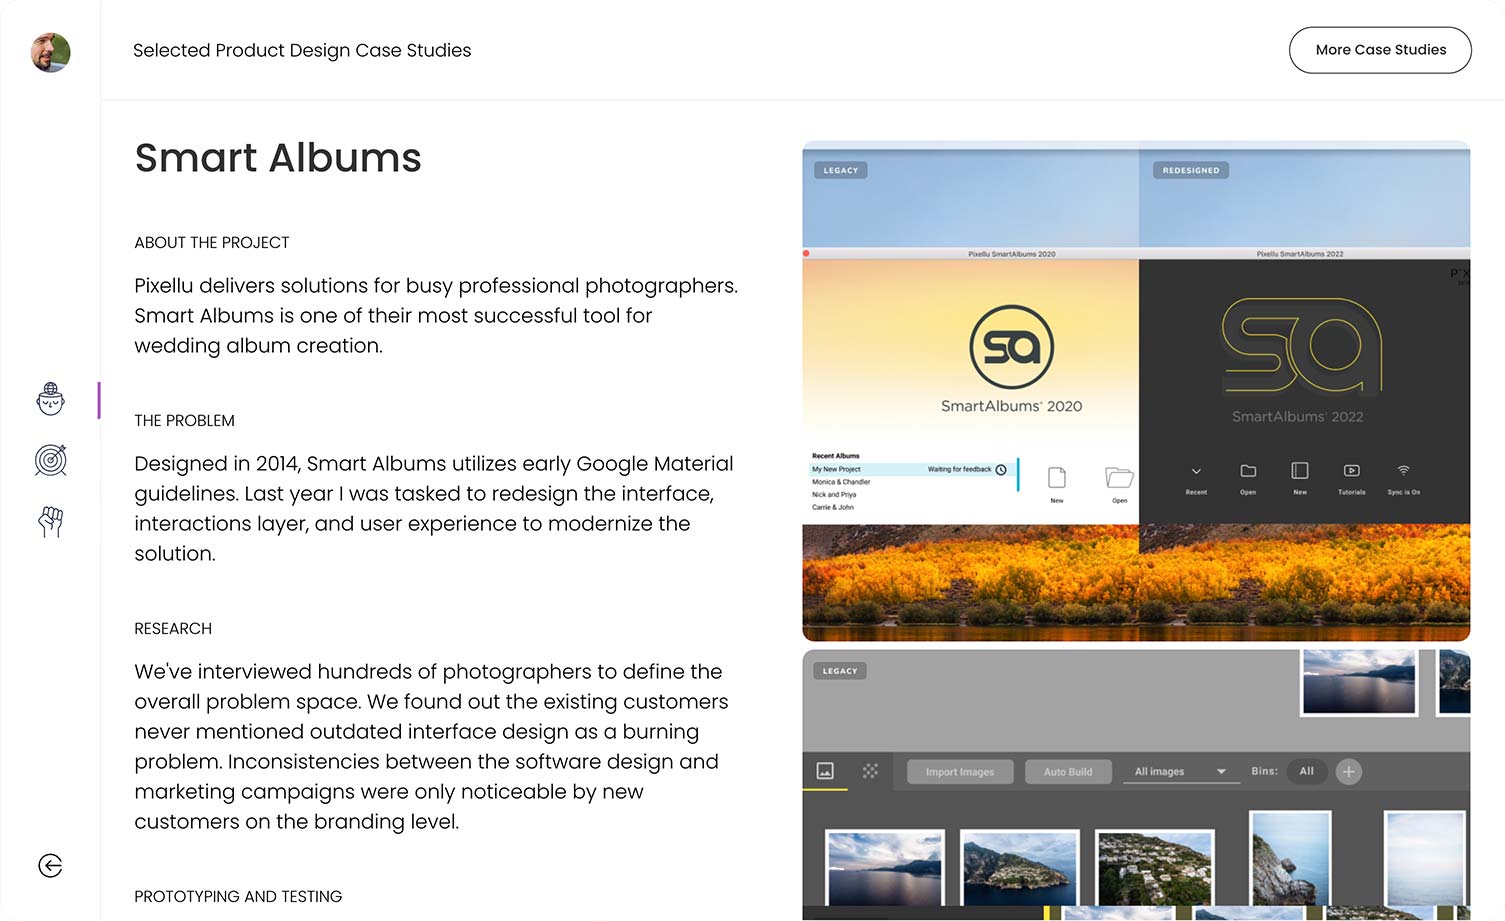 Selected Product Design Case Studies
More Case Studies
Smart Albums
ABOUT THE PROJECT
Pixellu delivers solutions for busy professional photographers.
Smart Albums is one of their most successful tool for
wedding album creation.
THE PROBLEM
Designed in 2014, Smart Albums utilizes early Google Material
guidelines. Last year I was tasked to redesign the interface,
interactions layer, and user experience to modernize the
solution.
RESEARCH
We've interviewed hundreds of photographers to define the
overall problem space. We found out the existing customers
never mentioned outdated interface design as a burning
problem. Inconsistencies between the software design and
marketing campaigns were only noticeable by new
customers on the branding level.
PROTOTYPING AND TESTING
LEGACY
REDESIGNED
Pixellu SmartAlbums 2020
Pixellu SmartAlbums 2022
sa
sa
SmartAlbums 2020
SmartAlbums 2022
Recent Albums
My New Project
Waiting for feedback
Monica & Chandler
Nick and Priya
Carrie & John
New
Open
Recent
Open
New
Tutorials
Sync is On
LEGACY
Import Images
Auto Build
All images
Bins:
All